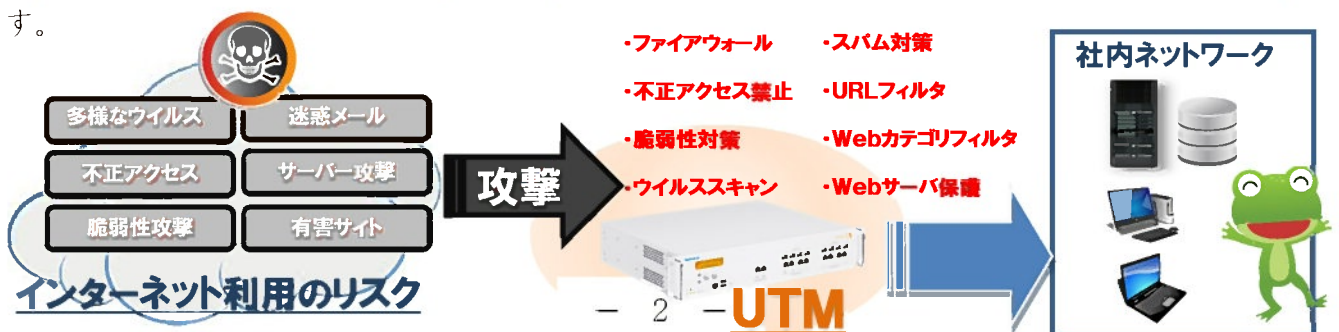 す。
多様なウイルス
迷惑メール
不正アクセス
サーバー攻撃
脆弱性攻撃
有害サイト
インターネット利用のリスク
攻撃
・ファイアウォール
・スパム対策
・不正アクセス禁止
・URLフィルタ
・脆弱性対策
・Webカテゴリフィルタ
・ウイルススキャン
・Webサーバ保護
UTM
社内ネットワーク
－ 2 －